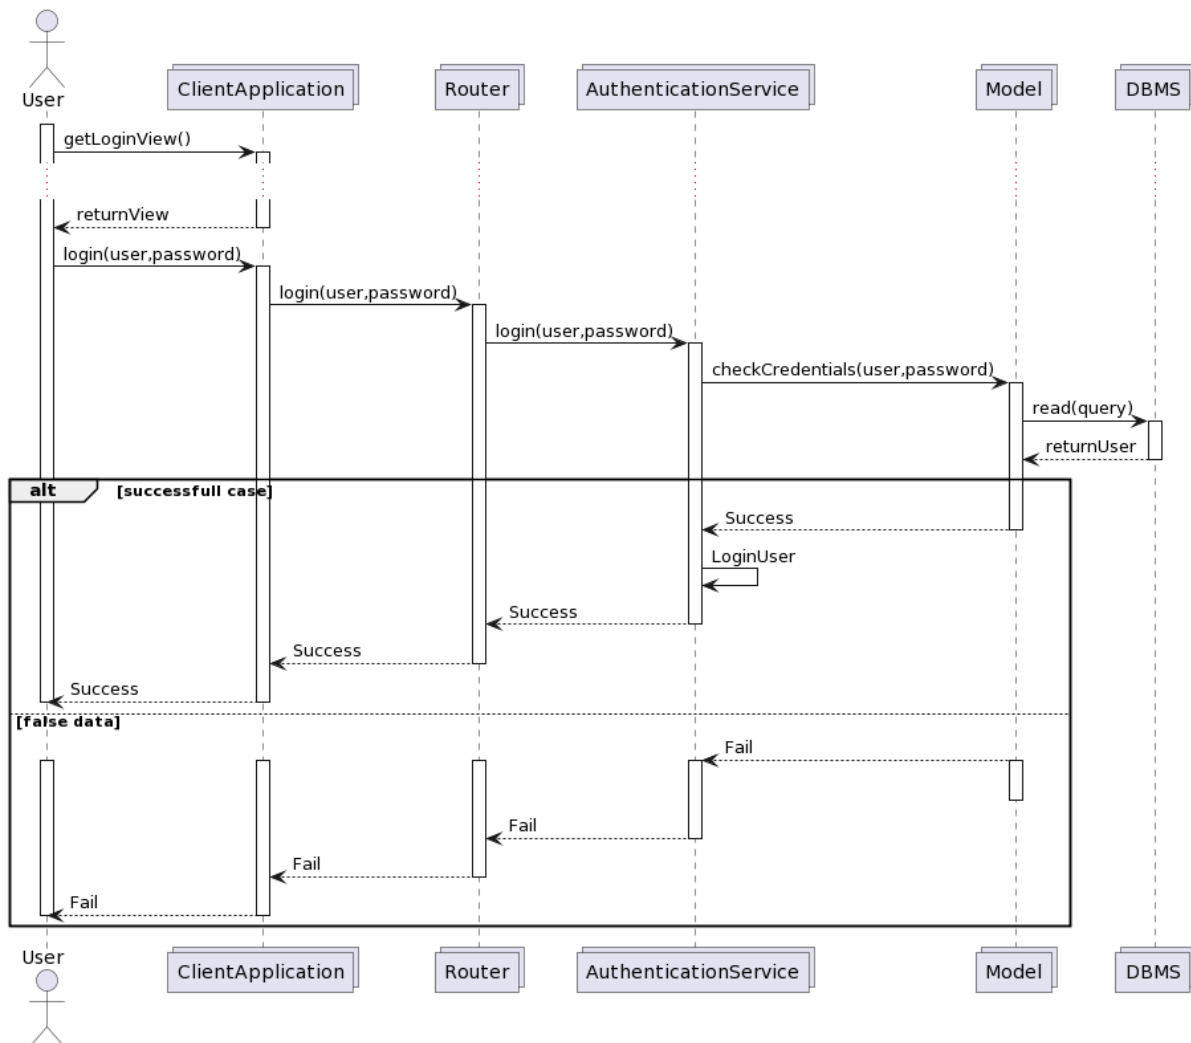 User
ClientApplication
Router
AuthenticationService
Model
DBMS
getLoginView()
returnView
login(user,password)
login(user,password)
login(user,password)
checkCredentials(user,password)
read(query)
returnUser
alt
[successfull case]
Success
LoginUser
Success
Success
Success
[false data]
Fail
Fail
Fail
Fail
User
ClientApplication
Router
AuthenticationService
Model
DBMS